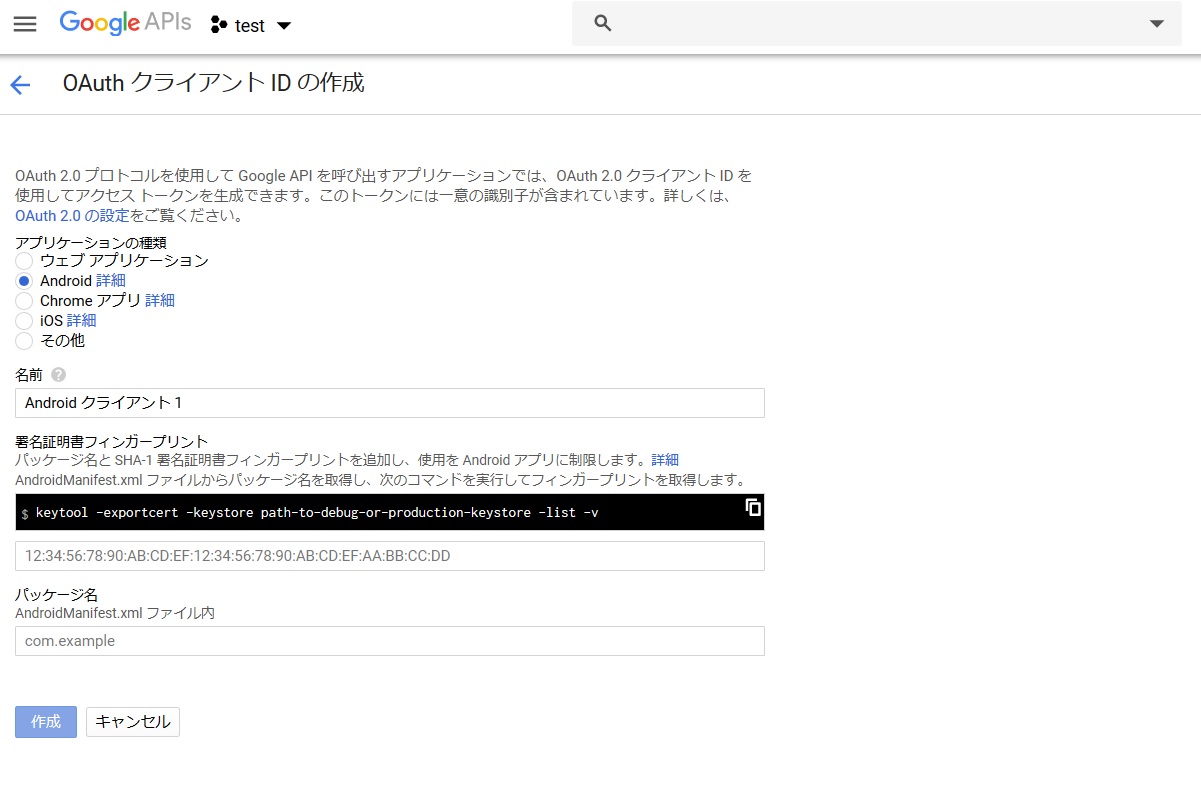 Google APIs test
OAuth クライアント ID の作成
OAuth 2.0 プロトコルを使用して Google API を呼び出すアプリケーションでは、OAuth 2.0 クライアント ID を
使用してアクセス トークンを生成できます。このトークンには一意の識別子が含まれています。詳しくは、
OAuth 2.0 の設定をご覧ください。
アプリケーションの種類
ウェブ アプリケーション
Android 詳細
Chrome アプリ 詳細
iOS 詳細
その他
名前 ?
Android クライアント 1
署名証明書フィンガープリント
パッケージ名と SHA-1 署名証明書フィンガープリントを追加し、使用を Android アプリに制限します。詳細
AndroidManifest.xml ファイルからパッケージ名を取得し、次のコマンドを実行してフィンガープリントを取得します。
$ keytool -exportcert -keystore path-to-debug-or-production-keystore -list -v
12:34:56:78:90:AB:CD:EF:12:34:56:78:90:AB:CD:EF:AA:BB:CC:DD
パッケージ名
AndroidManifest.xml ファイル内
com.example
作成 キャンセル